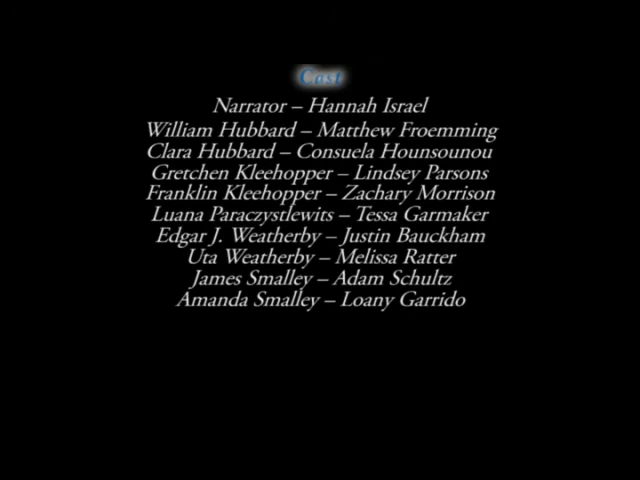 Cast
Narrator – Hannah Israel
William Hubbard – Matthew Froemming
Clara Hubbard – Consuela Hounsounou
Gretchen Kleehopper – Lindsey Parsons
Franklin Kleehopper – Zachary Morrison
Luana Paraczystlewits – Tessa Garmaker
Edgar J. Weatherby – Justin Bauckham
Uta Weatherby – Melissa Ratter
James Smalley – Adam Schultz
Amanda Smalley – Loany Garrido